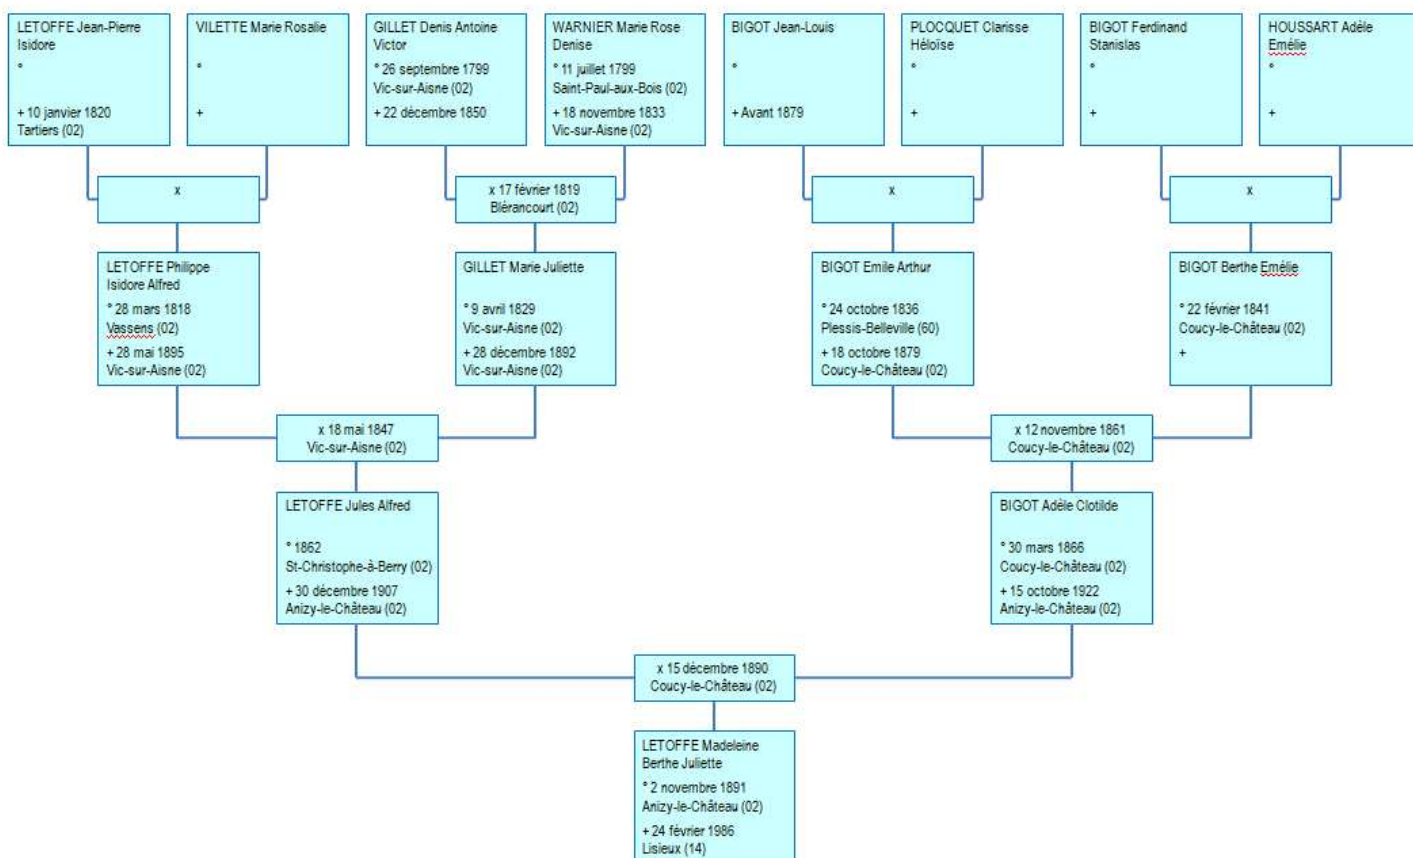 LETOFFE Jean-Pierre
Isidore
°
+ 10 janvier 1820
Tartiers (02)
VILETTE Marie Rosalie
°
+
GILLET Denis Antoine
Victor
° 26 septembre 1799
Vic-sur-Aisne (02)
+ 22 décembre 1850
WARNIER Marie Rose
Denise
° 11 juillet 1799
Saint-Paul-aux-Bois (02)
+ 18 novembre 1833
Vic-sur-Aisne (02)
BIGOT Jean-Louis
°
+ Avant 1879
PLOCQUET Clarisse
Héloïse
°
+
BIGOT Ferdinand
Stanislas
°
+
HOUSSART Adèle
Emélie
°
+
x
x 17 février 1819
Blérancourt (02)
x
x
LETOFFE Philippe
Isidore Alfred
° 28 mars 1818
Vassens (02)
+ 28 mai 1895
Vic-sur-Aisne (02)
GILLET Marie Juliette
° 9 avril 1829
Vic-sur-Aisne (02)
+ 28 décembre 1892
Vic-sur-Aisne (02)
BIGOT Emile Arthur
° 24 octobre 1836
Plessis-Belleville (60)
+ 18 octobre 1879
Coucy-le-Château (02)
BIGOT Berthe Emélie
° 22 février 1841
Coucy-le-Château (02)
+
x 18 mai 1847
Vic-sur-Aisne (02)
x 12 novembre 1861
Coucy-le-Château (02)
LETOFFE Jules Alfred
° 1862
St-Christophe-à-Berry (02)
+ 30 décembre 1907
Anizy-le-Château (02)
BIGOT Adèle Clotilde
° 30 mars 1866
Coucy-le-Château (02)
+ 15 octobre 1922
Anizy-le-Château (02)
x 15 décembre 1890
Coucy-le-Château (02)
LETOFFE Madeleine
Berthe Juliette
° 2 novembre 1891
Anizy-le-Château (02)
+ 24 février 1986
Lisieux (14)